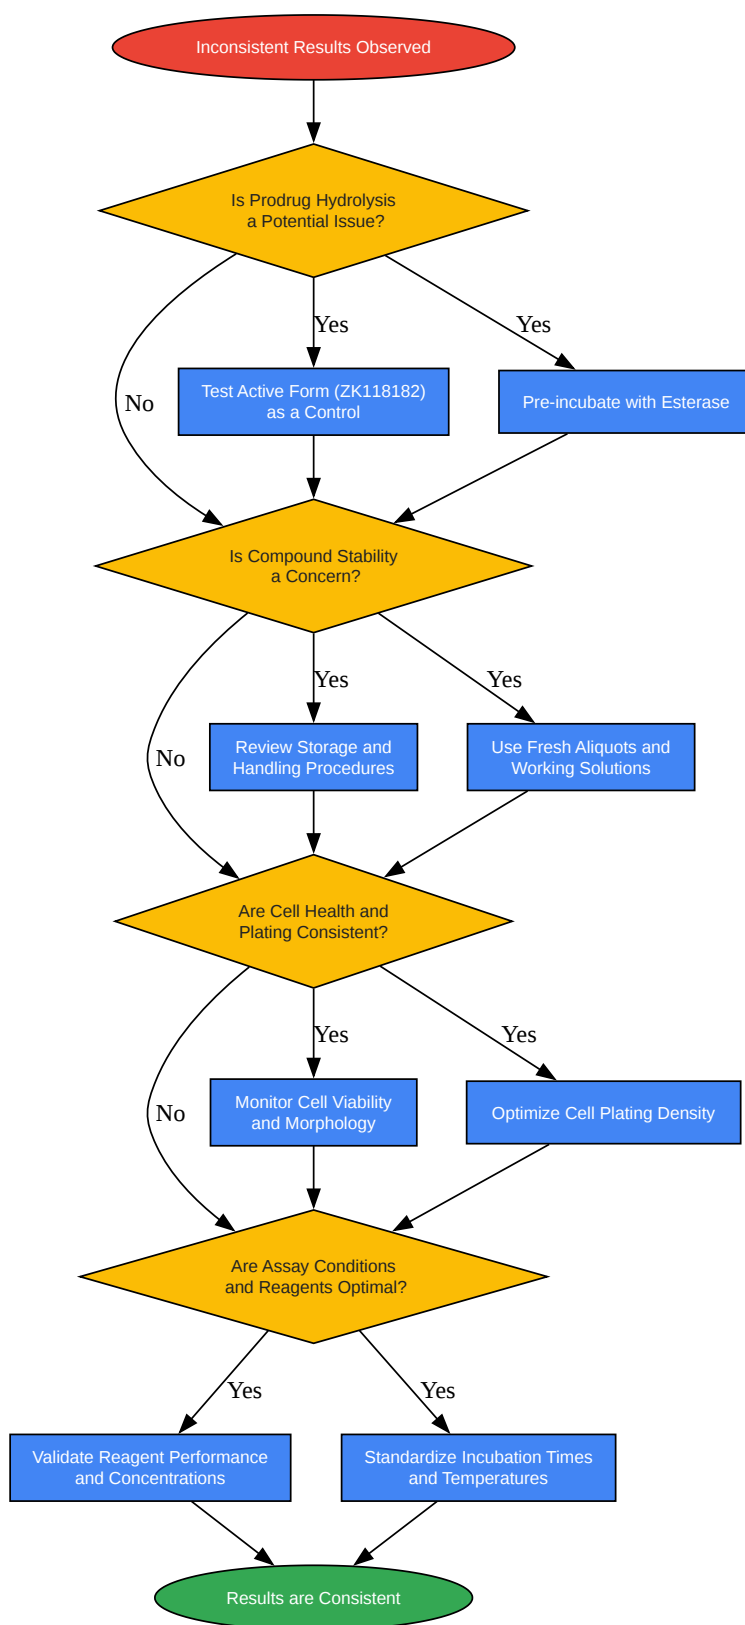 Inconsistent Results Observed
Is Prodrug Hydrolysis
a Potential Issue?
Yes
Yes
No
Test Active Form (ZK118182)
as a Control
Pre-incubate with Esterase
Is Compound Stability
a Concern?
Yes
Yes
No
Review Storage and
Handling Procedures
Use Fresh Aliquots and
Working Solutions
Are Cell Health and
Plating Consistent?
Yes
Yes
No
Monitor Cell Viability
and Morphology
Optimize Cell Plating Density
Are Assay Conditions
and Reagents Optimal?
Yes
Yes
Validate Reagent Performance
and Concentrations
Standardize Incubation Times
and Temperatures
Results are Consistent